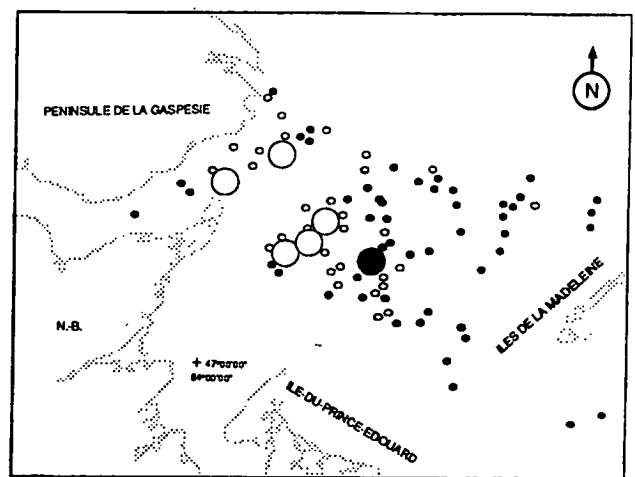 PENINSULE DE LA GASPESIE
N
ILES DE LA MADELEINE
N.-B.
+ 47°00'00"
64°00'00"
ILE-DU-PRINCE-EDOUARD